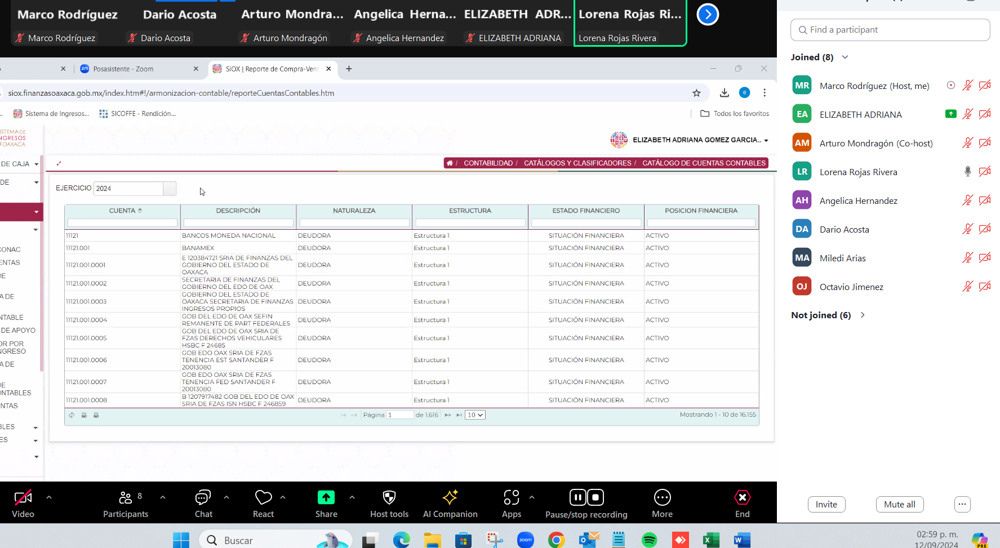 Marco Rodríguez
Dario Acosta
Arturo Mondra...
Angelica Herna...
ELIZABETH ADR...
Lorena Rojas Ri...
Marco Rodríguez
Dario Acosta
Arturo Mondragón
Angelica Hernandez
ELIZABETH ADRIANA
Lorena Rojas Rivera
Posasistente - Zoom
SiOX | Reporte de Compra-Vent
siox.finanzasoaxaca.gob.mx/index.htm#!/armonizacion-contable/reporteCuentasContables.htm
Sistema de Ingresos...
SICOFFE - Rendición...
Todos los favoritos
ISTEMA DE
NGRESOS
E OAXACA
ELIZABETH ADRIANA GOMEZ GARCIA..
/ CONTABILIDAD / CATÁLOGOS Y CLASIFICADORES / CATÁLOGO DE CUENTAS CONTABLES
DE CAJA
DE
CONAC
ENTAS
DE
A DE
NTABLE
DE APOYO
OR POR
NGRESO
A DE
DE
ONTABLES
NTAS
BLES
ES
EJERCICIO 2024
CUENTA DESCRIPCIÓN NATURALEZA ESTRUCTURA ESTADO FINANCIERO POSICION FINANCIERA
11121 BANCOS MONEDA NACIONAL DEUDORA Estructura 1 SITUACIÓN FINANCIERA ACTIVO
11121.001 BANAMEX DEUDORA Estructura 1 SITUACIÓN FINANCIERA ACTIVO
11121.001.0001 E 120384721 SRIA DE FINANZAS DEL
GOBIERNO DEL ESTADO DE
OAXACA DEUDORA Estructura 1 SITUACIÓN FINANCIERA ACTIVO
11121.001.0002 SECRETARIA DE FINANZAS DEL
GOBIERNO DEL EDO DE OAX DEUDORA Estructura 1 SITUACIÓN FINANCIERA ACTIVO
11121.001.0003 GOBIERNO DEL ESTADO DE
OAXACA SECRETARIA DE FINANZAS
INGRESOS PROPIOS DEUDORA Estructura 1 SITUACIÓN FINANCIERA ACTIVO
11121.001.0004 GOB DEL EDO DE OAX SEFIN
REMANENTE DE PART FEDERALES DEUDORA Estructura 1 SITUACIÓN FINANCIERA ACTIVO
11121.001.0005 GOB DEL EDO DE OAX SRIA DE
FZAS DERECHOS VEHICULARES
HSBC F 24685 DEUDORA Estructura 1 SITUACIÓN FINANCIERA ACTIVO
11121.001.0006 GOB EDO OAX SRIA DE FZAS
TENENCIA EST SANTANDER F
20013080 DEUDORA Estructura 1 SITUACIÓN FINANCIERA ACTIVO
11121.001.0007 GOB EDO OAX SRIA DE FZAS
TENENCIA FED SANTANDER F
20013080 DEUDORA Estructura 1 SITUACIÓN FINANCIERA ACTIVO
11121.001.0008 B 1207917482 GOB DEL EDO DE OAX
SRIA DE FZAS ISN HSBC F 246859 DEUDORA Estructura 1 SITUACIÓN FINANCIERA ACTIVO
Página 1 de 1.616 10 Mostrando 1 - 10 de 16.155
Find a participant
Joined (8)
MR Marco Rodríguez (Host, me)
EA ELIZABETH ADRIANA
AM Arturo Mondragón (Co-host)
LR Lorena Rojas Rivera
AH Angelica Hernandez
DA Dario Acosta
MA Miledi Arias
OJ Octavio Jimenez
Not joined (6)
Invite
Mute all
Video
Participants 8
Chat
React
Share
Host tools
AI Companion
Apps
Pause/stop recording
More
End
Buscar
zoom
02:59 p. m.
12/09/2024
PRE